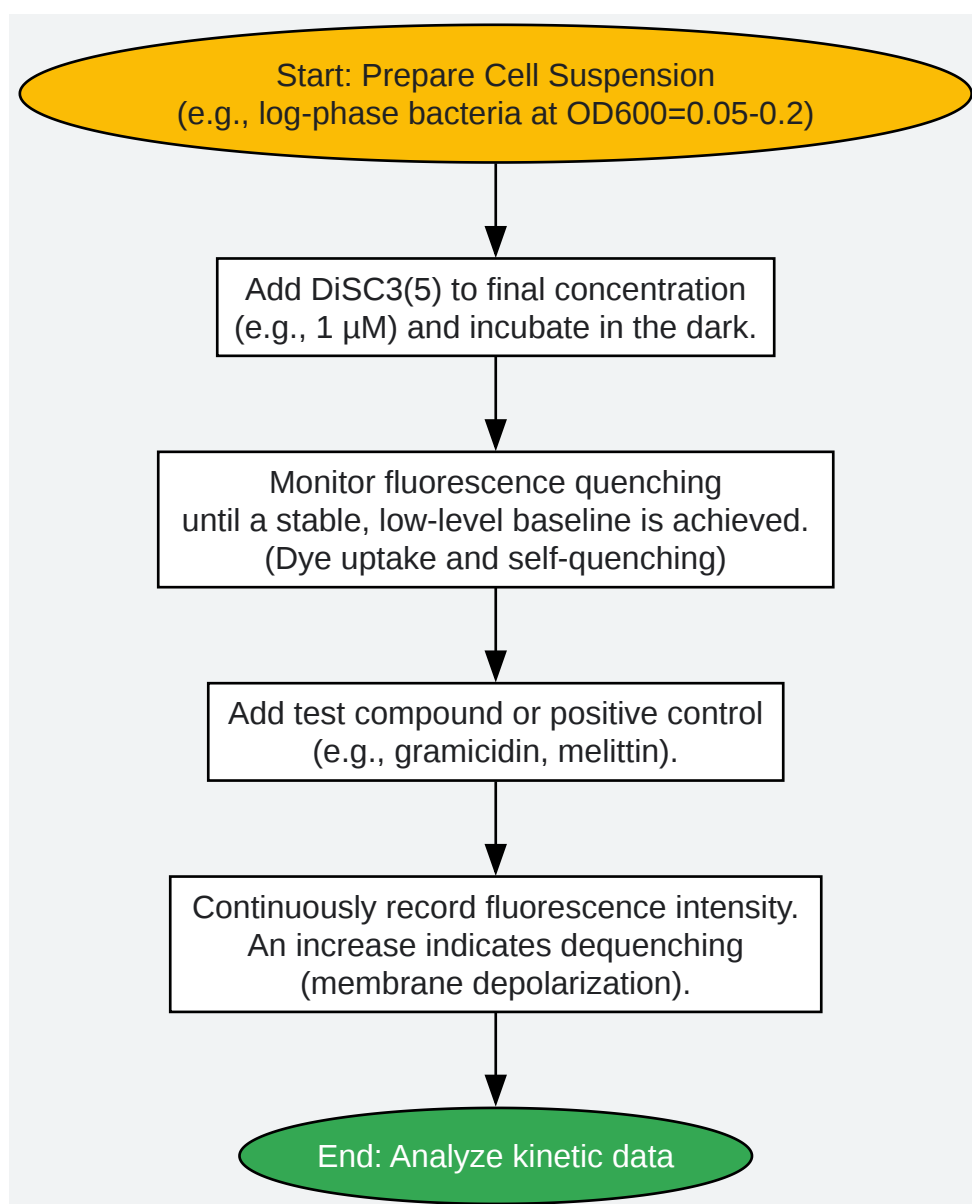 Start: Prepare Cell Suspension
(e.g., log-phase bacteria at OD600=0.05-0.2)
Add DiSC3(5) to final concentration
(e.g., 1 µM) and incubate in the dark.
Monitor fluorescence quenching
until a stable, low-level baseline is achieved.
(Dye uptake and self-quenching)
Add test compound or positive control
(e.g., gramicidin, melittin).
Continuously record fluorescence intensity.
An increase indicates dequenching
(membrane depolarization).
End: Analyze kinetic data